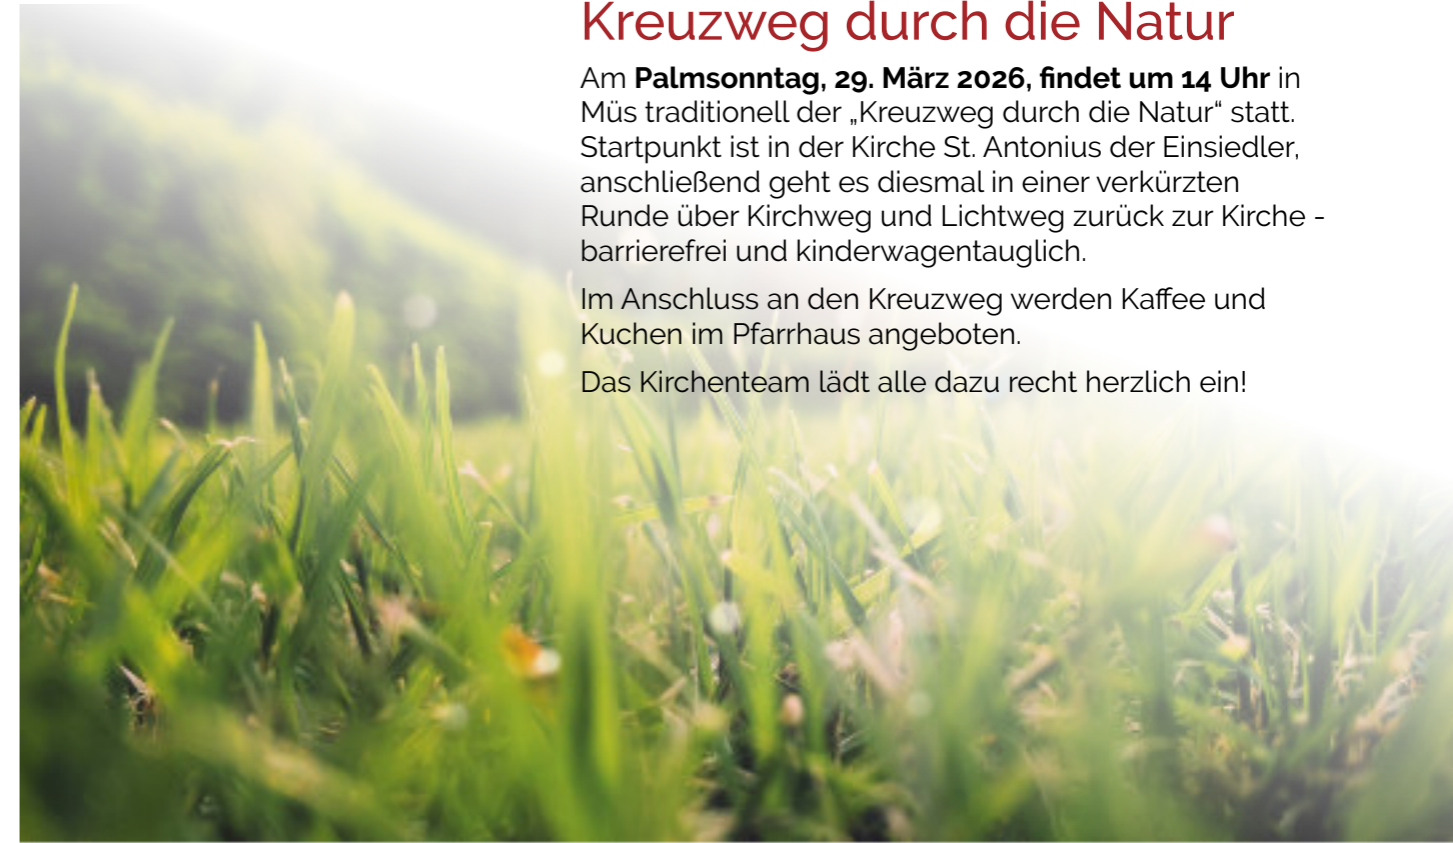 Kreuzweg durch die Natur
Am Palmsonntag, 29. März 2026, findet um 14 Uhr in
Müs traditionell der „Kreuzweg durch die Natur“ statt.
Startpunkt ist in der Kirche St. Antonius der Einsiedler,
anschließend geht es diesmal in einer verkürzten
Runde über Kirchweg und Lichtweg zurück zur Kirche -
barrierefrei und kinderwagentauglich.
Im Anschluss an den Kreuzweg werden Kaffee und
Kuchen im Pfarrhaus angeboten.
Das Kirchenteam lädt alle dazu recht herzlich ein!